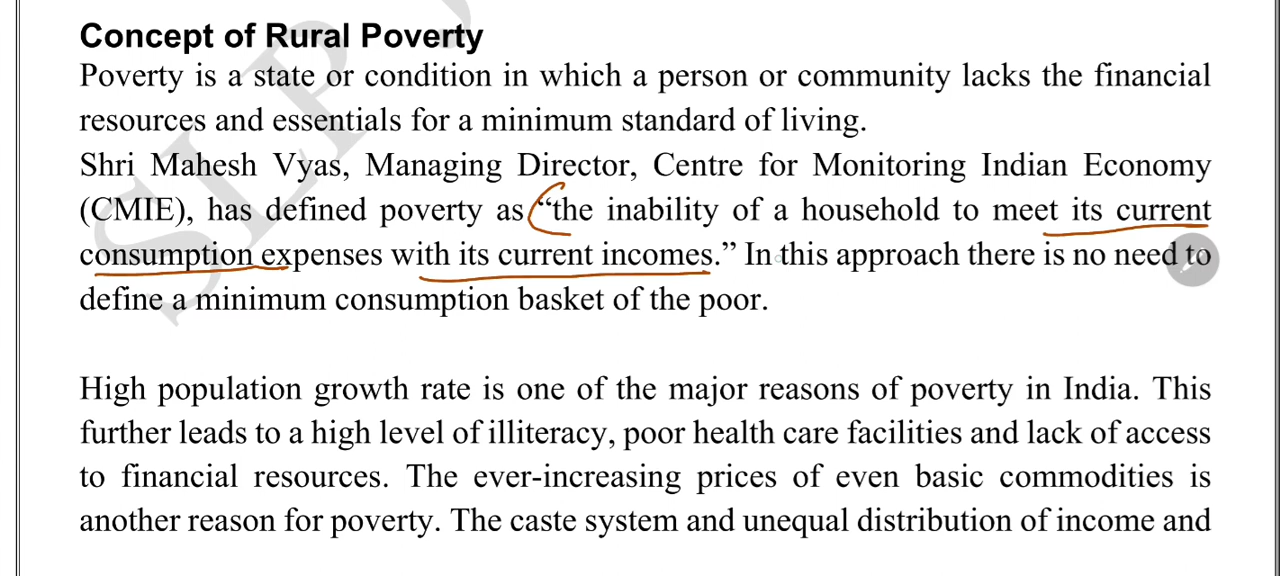 Concept of Rural Poverty
Poverty is a state or condition in which a person or community lacks the financial
resources and essentials for a minimum standard of living.
Shri Mahesh Vyas, Managing Director, Centre for Monitoring Indian Economy
(CMIE), has defined poverty as “the inability of a household to meet its current
consumption expenses with its current incomes.” In this approach there is no need to
define a minimum consumption basket of the poor.
High population growth rate is one of the major reasons of poverty in India. This
further leads to a high level of illiteracy, poor health care facilities and lack of access
to financial resources. The ever-increasing prices of even basic commodities is
another reason for poverty. The caste system and unequal distribution of income and